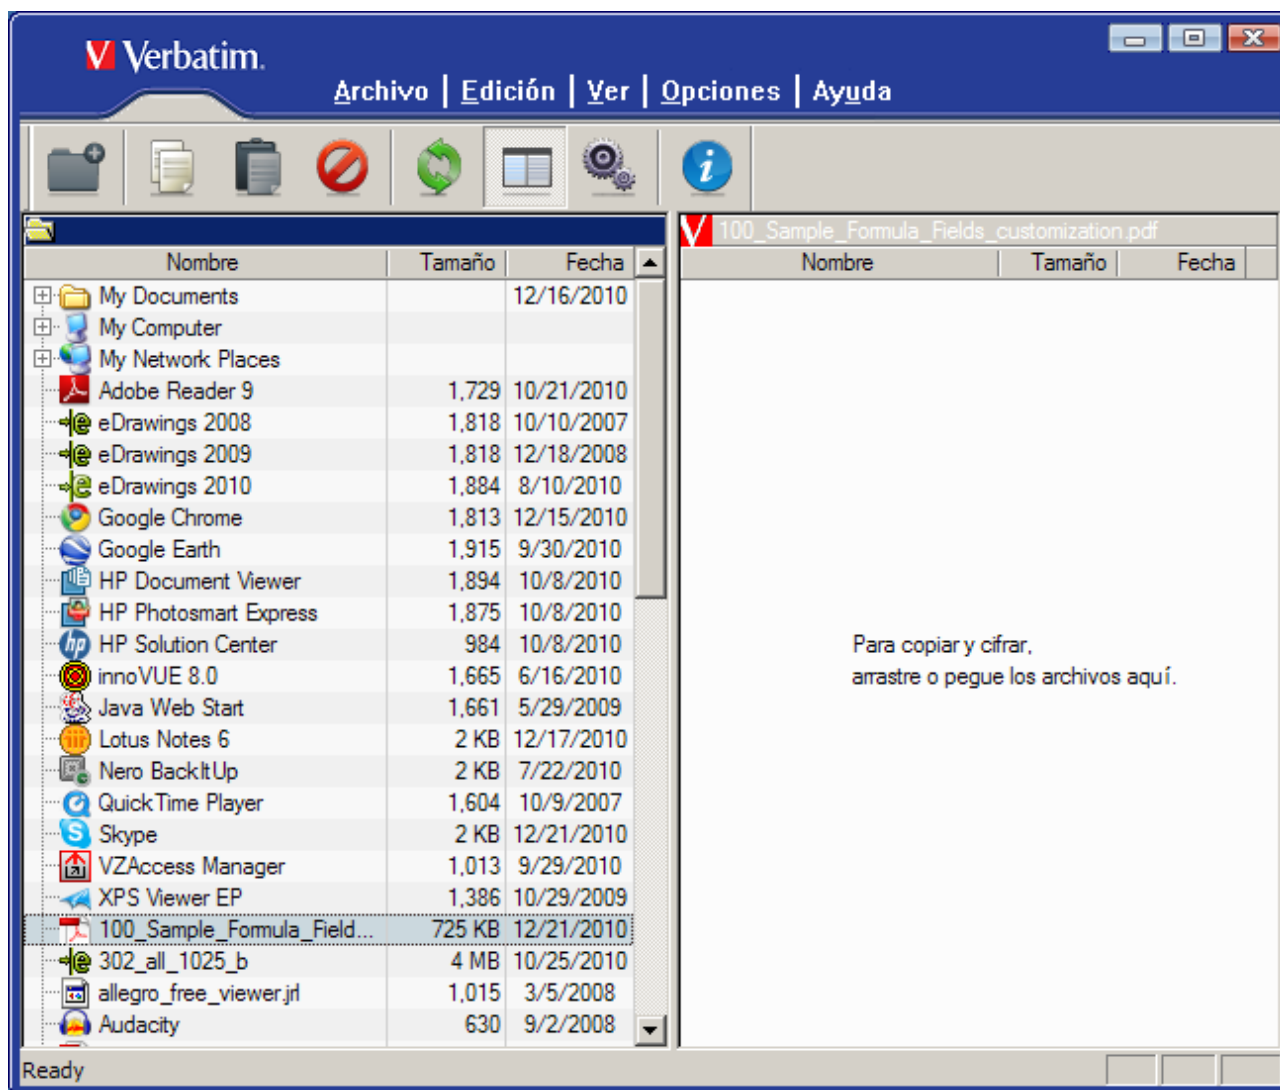 Verbatim.
Archivo | Edición | Ver | Opciones | Ayuda
100_Sample_Formula_Fields_customization.pdf
Nombre Tamaño Fecha
My Documents 12/16/2010
My Computer
My Network Places
Adobe Reader 9 1,729 10/21/2010
eDrawings 2008 1,818 10/10/2007
eDrawings 2009 1,818 12/18/2008
eDrawings 2010 1,884 8/10/2010
Google Chrome 1,813 12/15/2010
Google Earth 1,915 9/30/2010
HP Document Viewer 1,894 10/8/2010
HP Photosmart Express 1,875 10/8/2010
HP Solution Center 984 10/8/2010
innoVUE 8.0 1,665 6/16/2010
Java Web Start 1,661 5/29/2009
Lotus Notes 6 2 KB 12/17/2010
Nero BackItUp 2 KB 7/22/2010
QuickTime Player 1,604 10/9/2007
Skype 2 KB 12/21/2010
VZAccess Manager 1,013 9/29/2010
XPS Viewer EP 1,386 10/29/2009
100_Sample_Formula_Field... 725 KB 12/21/2010
302_all_1025_b 4 MB 10/25/2010
allegro_free_viewer.jrl 1,015 3/5/2008
Audacity 630 9/2/2008
Nombre Tamaño Fecha
Para copiar y cifrar,
arrastre o pegue los archivos aquí.
Ready